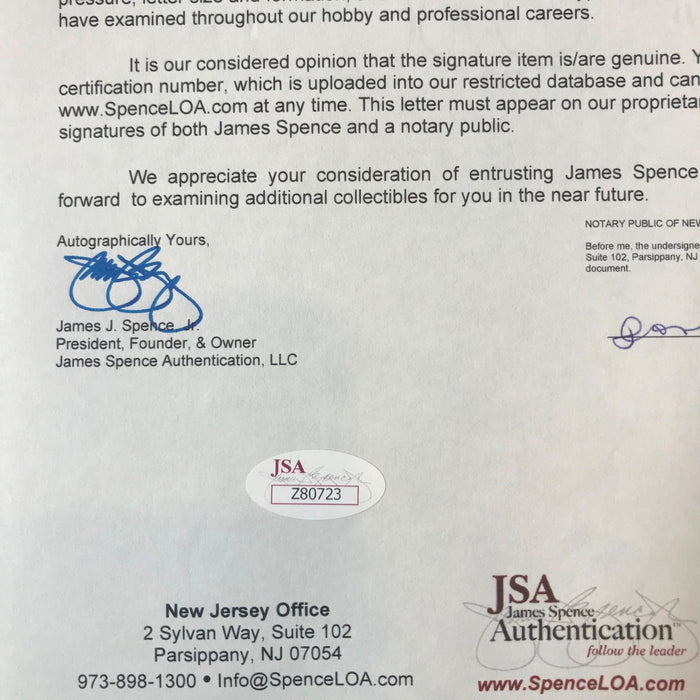 have examined throughout our hobby and professional careers.
It is our considered opinion that the signature item is/are genuine. Y
certification number, which is uploaded into our restricted database and can
www.SpenceLOA.com at any time. This letter must appear on our proprieta
signatures of both James Spence and a notary public.
We appreciate your consideration of entrusting James Spence
forward to examining additional collectibles for you in the near future.
NOTARY PUBLIC OF NEW
Before me, the undersigne
Suite 102, Parsippany, NJ
document.
Autographically Yours,
James J. Spence, Jr.
President, Founder, & Owner
James Spence Authentication, LLC
JSA
Z80723
New Jersey Office
2 Sylvan Way, Suite 102
Parsippany, NJ 07054
973-898-1300 • Info@SpenceLOA.com
JSA
James Spence
Authentication™
follow the leader
www.SpenceLOA.com